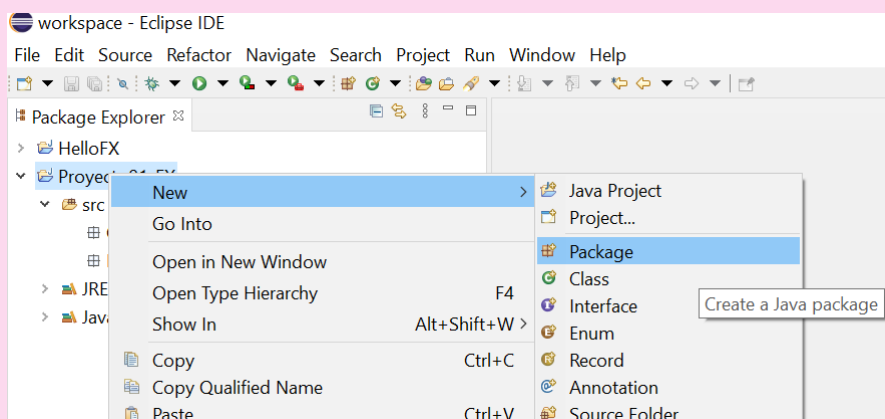 workspace - Eclipse IDE
File Edit Source Refactor Navigate Search Project Run Window Help
Package Explorer
HelloFX
New
Java Project
src
Go Into
Project...
Open in New Window
Package
Open Type Hierarchy F4
Class
JRE
Interface
Create a Java package
Show In Alt+Shift+W
Enum
Copy Ctrl+C
Record
Copy Qualified Name
Annotation
Paste Ctrl+V
Source Folder